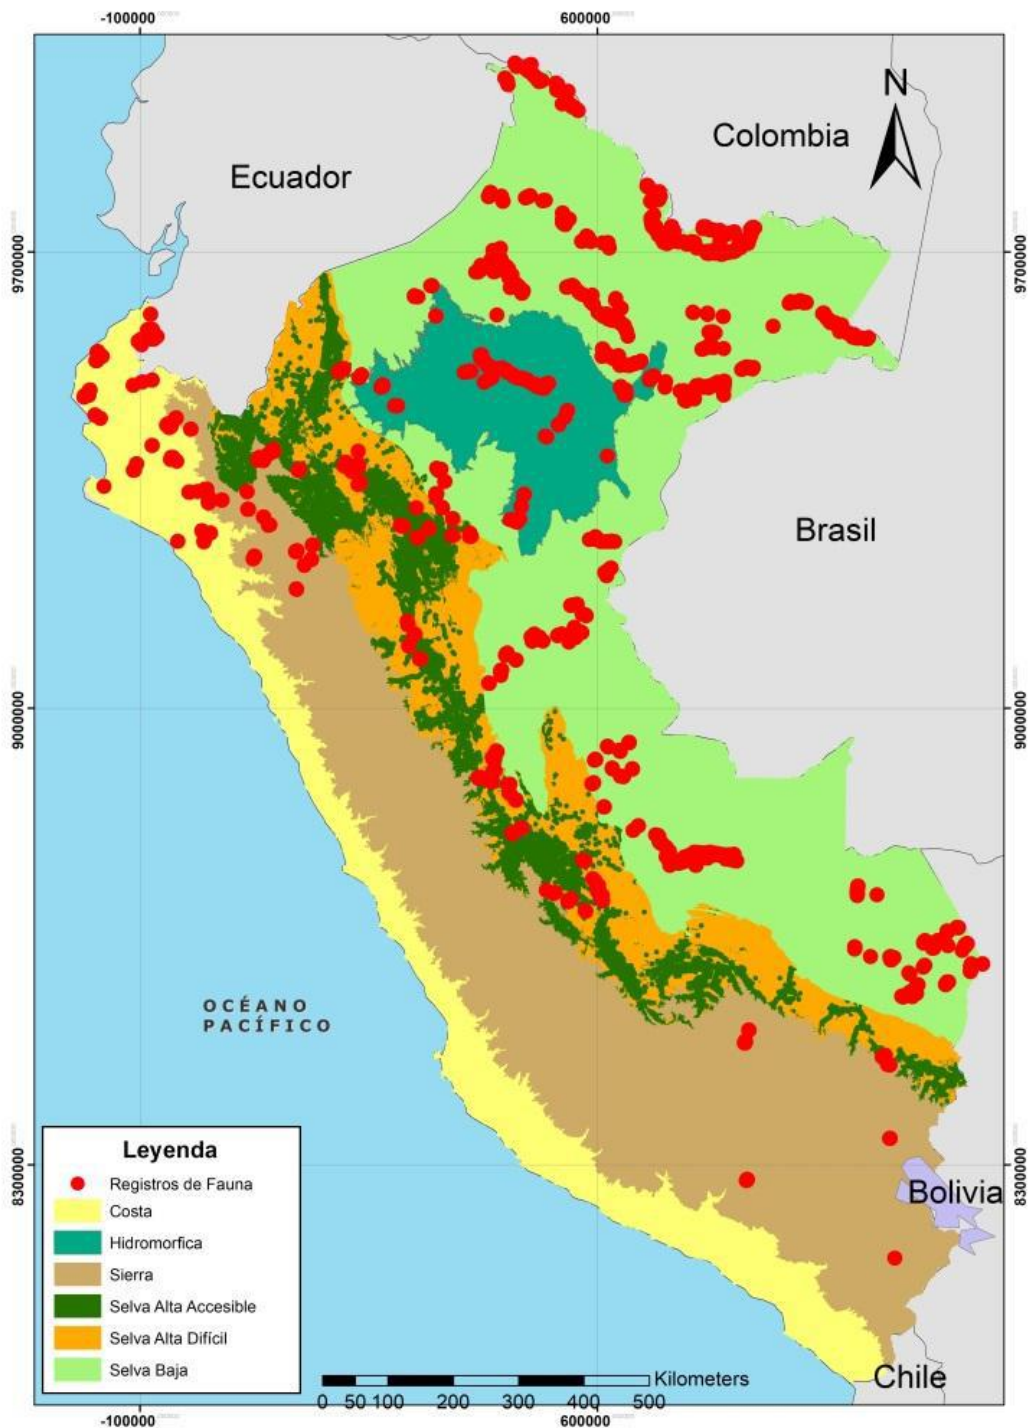 -100000
600000
N
Colombia
Ecuador
9700000
9700000
Brasil
9000000
9000000
OCÉANO
PACÍFICO
8300000
8300000
Bolivia
Chile
Leyenda
Registros de Fauna
Costa
Hidromorfica
Sierra
Selva Alta Accesible
Selva Alta Difícil
Selva Baja
Kilometers
0 50 100 200 300 400 500
-100000
600000